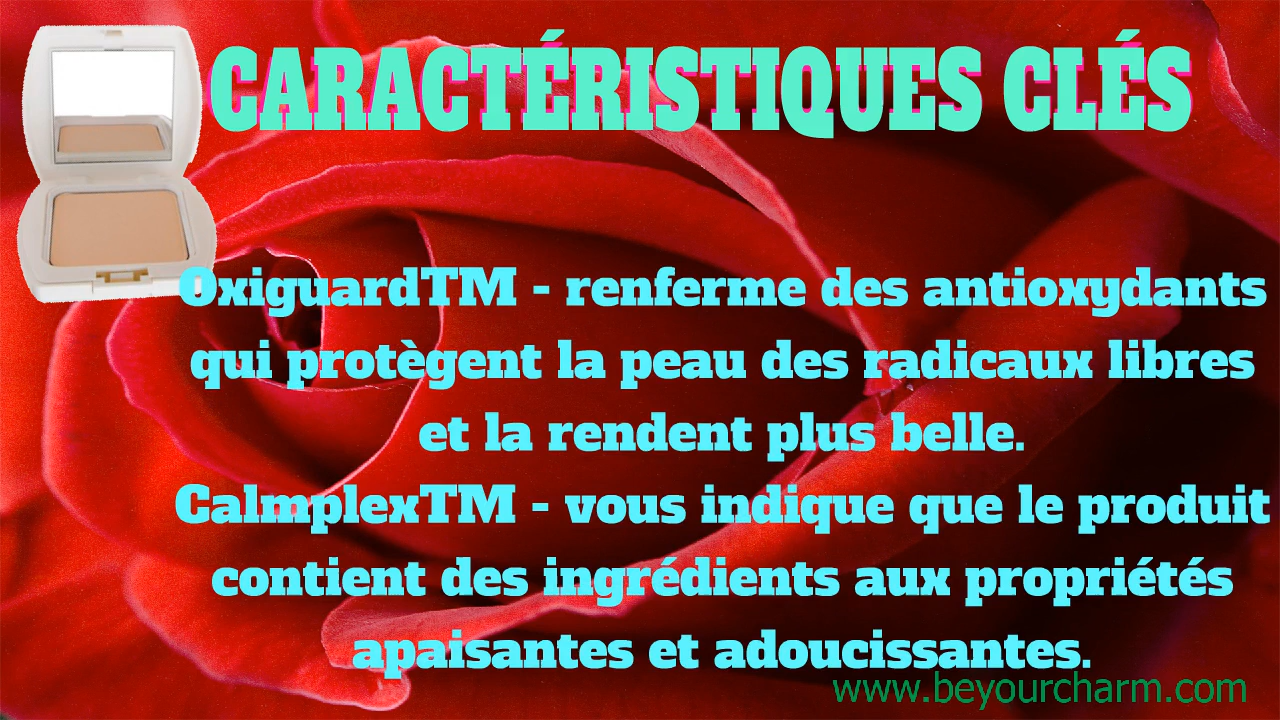 CARACTÉRISTIQUES CLÉS
OxiguardTM - renferme des antioxydants
qui protègent la peau des radicaux libres
et la rendent plus belle.
CalmplexTM - vous indique que le produit
contient des ingrédients aux propriétés
apaisantes et adoucissantes.
www.beyourcharm.com